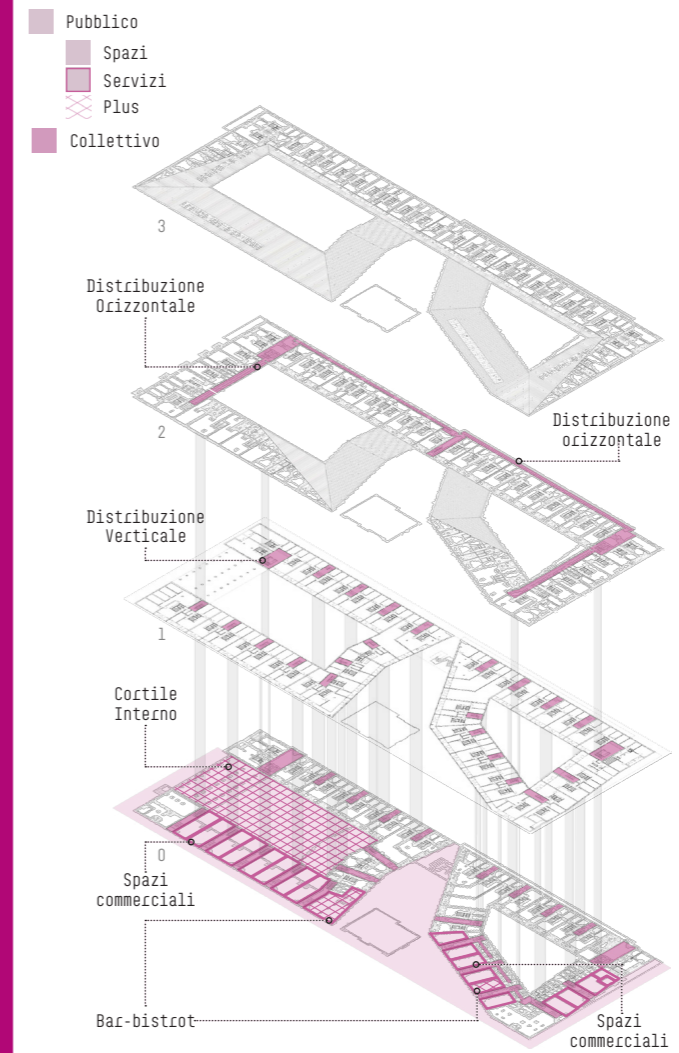 Pubblico
Spazi
Servizi
Plus
Collettivo
3
Distribuzione
Orizzontale
2
Distribuzione
orizzontale
Distribuzione
Verticale
1
Cortile
Interno
0
Spazi
commerciali
Bar-bistrot
Spazi
commerciali